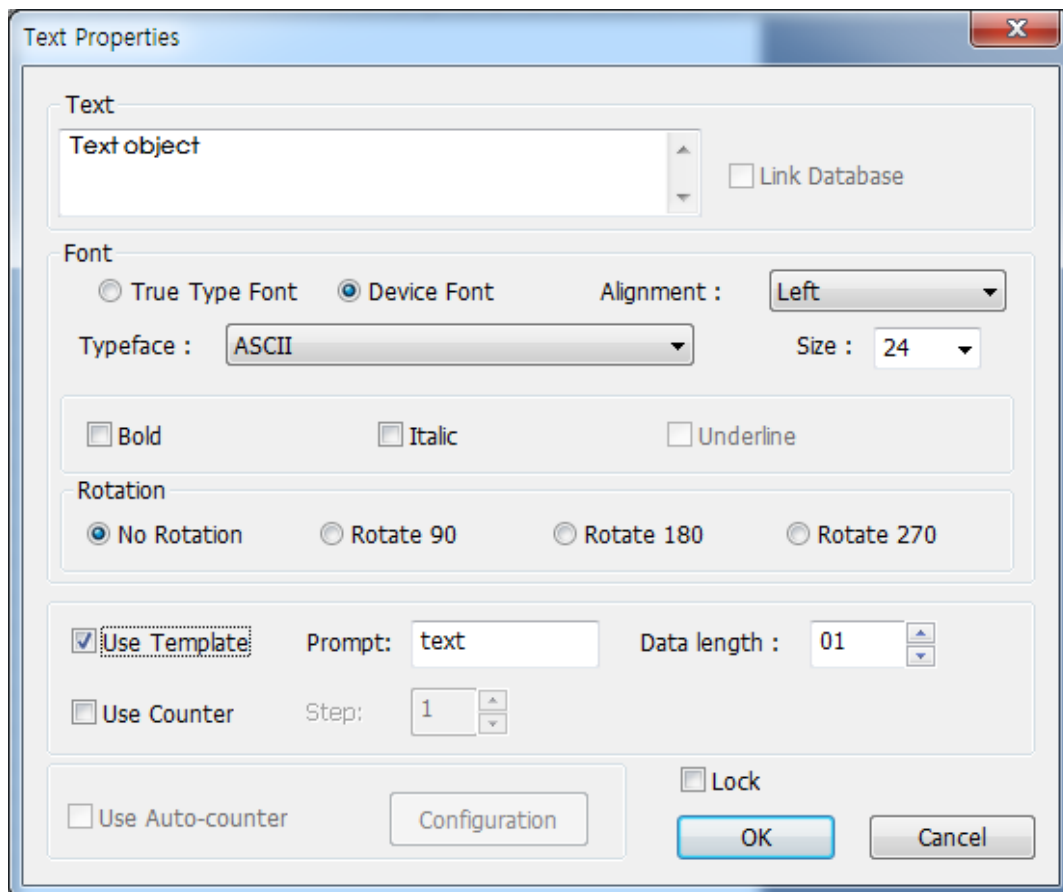 Text Properties
Text
Text object
Link Database
Font
True Type Font Device Font Alignment : Left
Typeface : ASCII Size : 24
Bold Italic Underline
Rotation
No Rotation Rotate 90 Rotate 180 Rotate 270
Use Template Prompt: text Data length : 01
Use Counter Step: 1
Lock
Use Auto-counter Configuration
OK Cancel